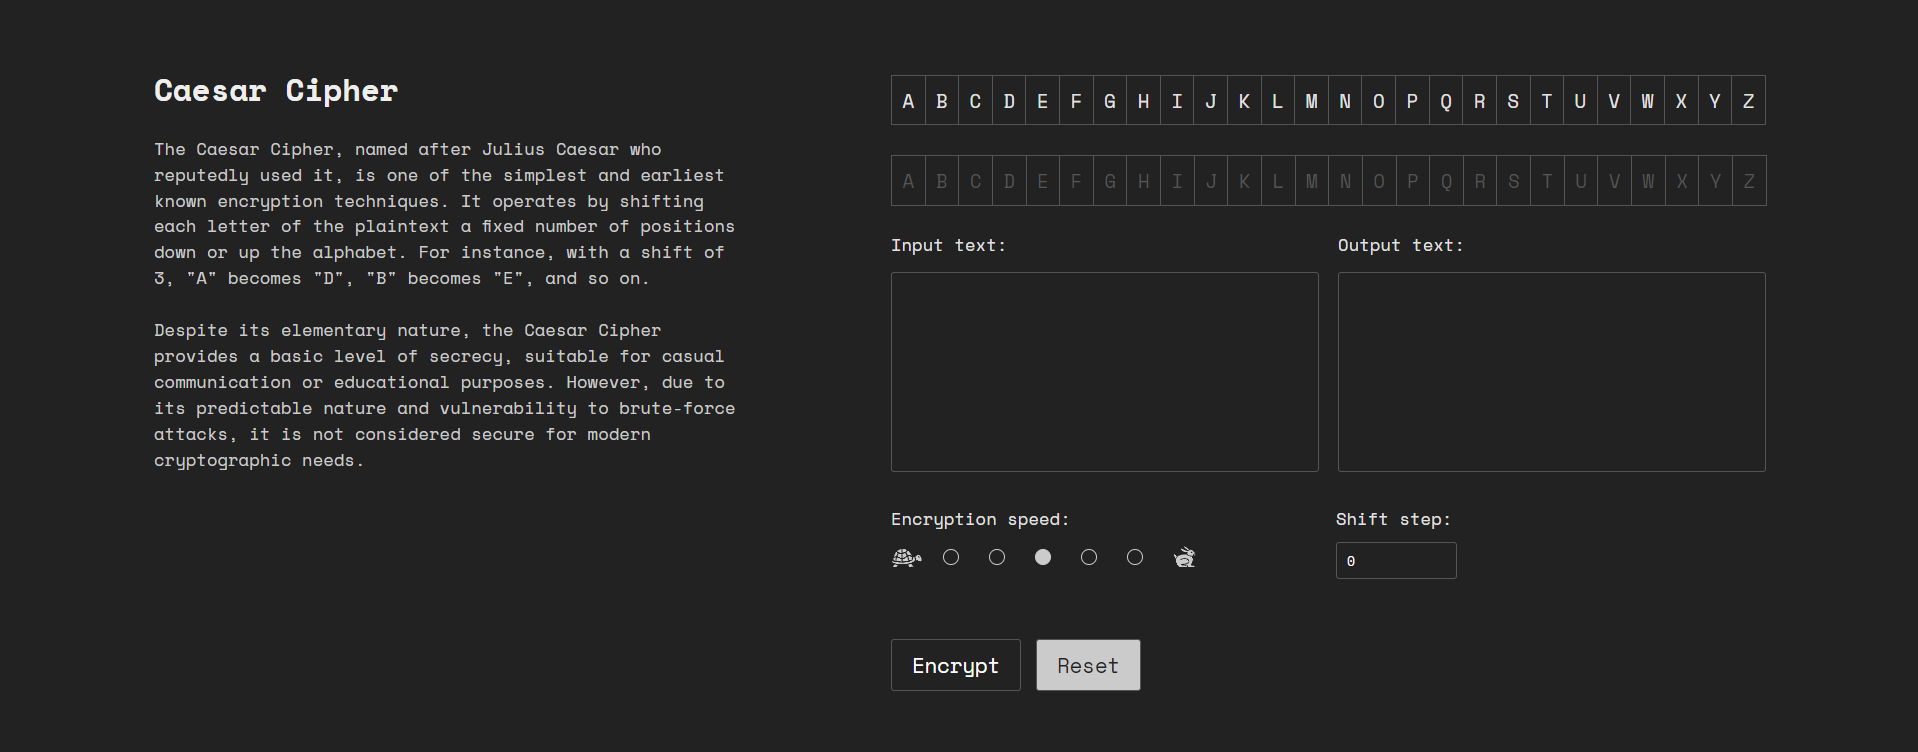 Caesar Cipher
The Caesar Cipher, named after Julius Caesar who
reputedly used it, is one of the simplest and earliest
known encryption techniques. It operates by shifting
each letter of the plaintext a fixed number of positions
down or up the alphabet. For instance, with a shift of
3, "A" becomes "D", "B" becomes "E", and so on.
Despite its elementary nature, the Caesar Cipher
provides a basic level of secrecy, suitable for casual
communication or educational purposes. However, due to
its predictable nature and vulnerability to brute-force
attacks, it is not considered secure for modern
cryptographic needs.
A B C D E F G H I J K L M N O P Q R S T U V W X Y Z
A B C D E F G H I J K L M N O P Q R S T U V W X Y Z
Input text: Output text:
Encryption speed: Shift step:
0
Encrypt Reset